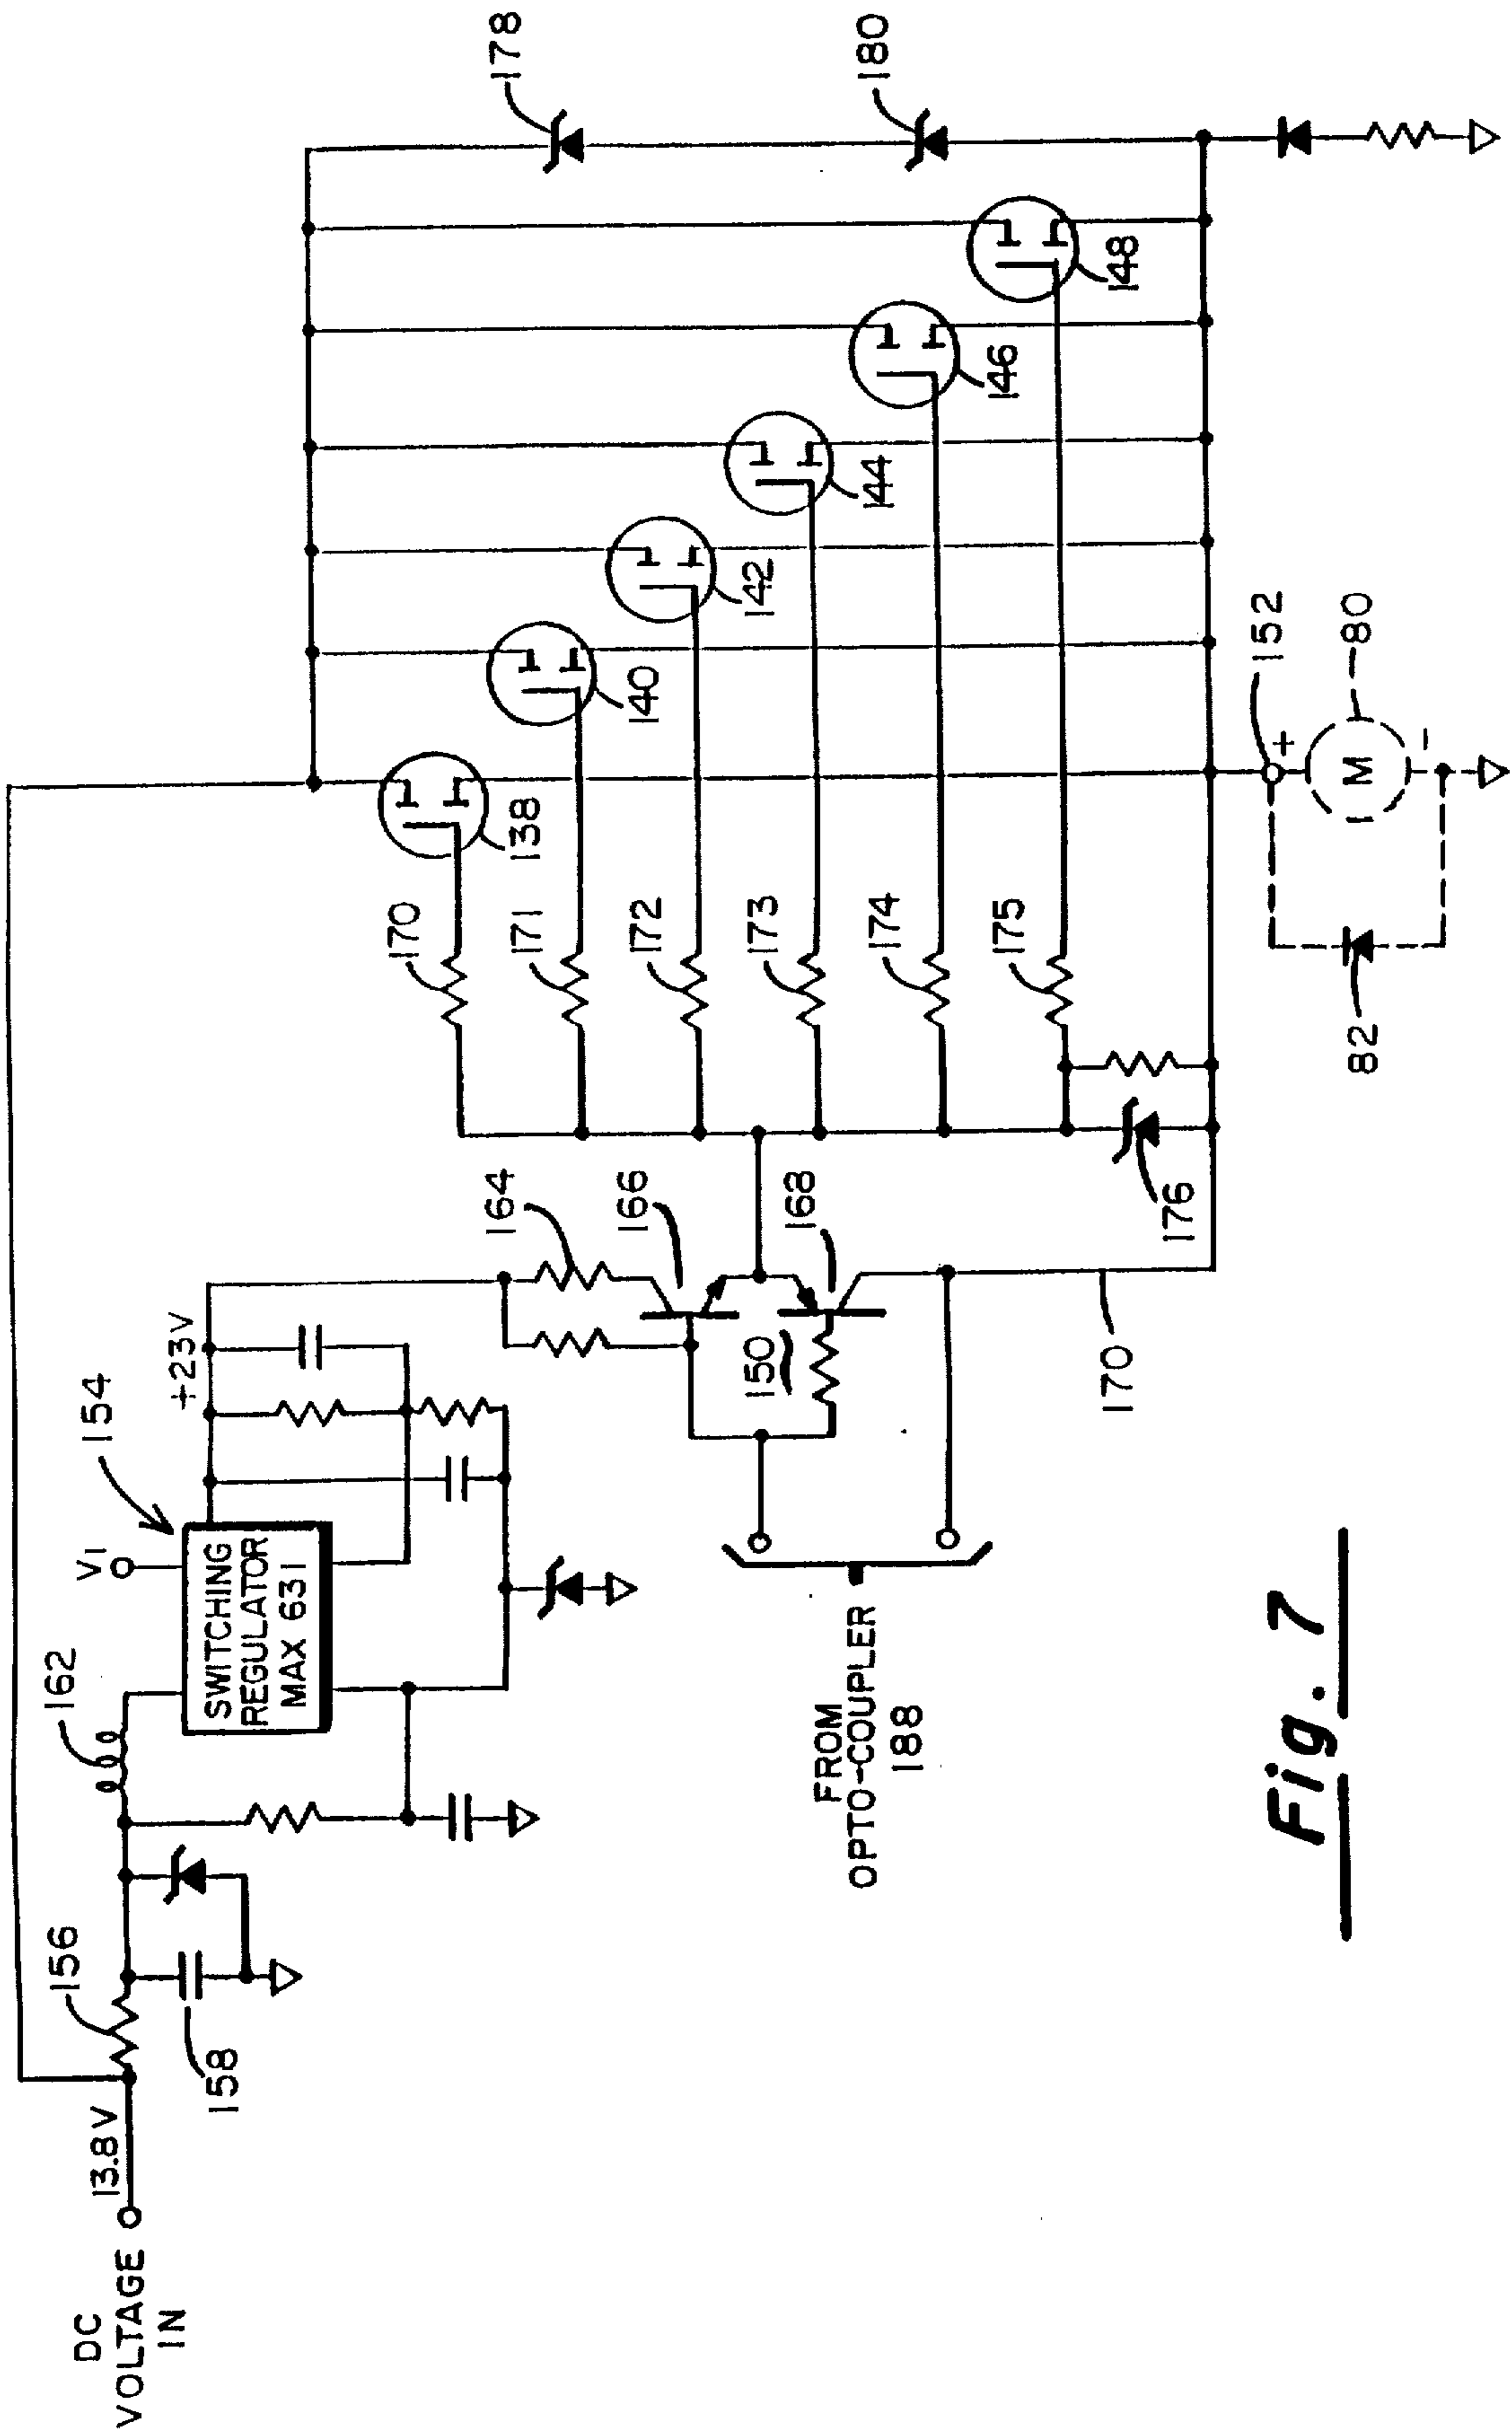 DC
VOLTAGE
IN
13.8V
156
158
162
V1
154
SWITCHING
REGULATOR
MAX 631
+23V
164
166
168
150
170
FROM
OPTO-COUPLER
188
170
171
172
173
174
175
176
138
140
142
144
146
148
178
180
152
+
M
-
80
82
Fig. 7